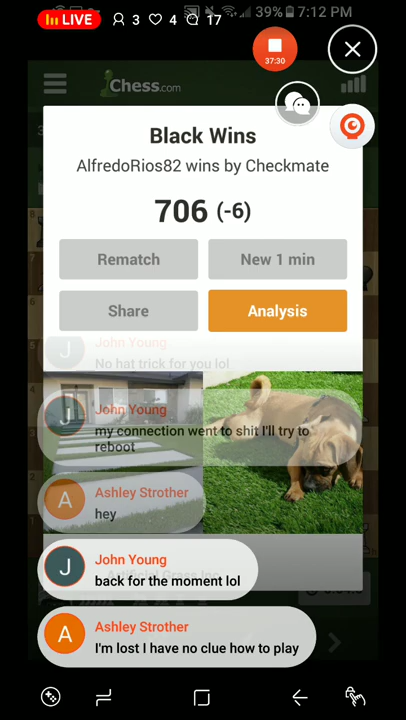 LIVE 3 4 17
39% 7:12 PM
37:30
Chess.com
Black Wins
AlfredoRios82 wins by Checkmate
706 (-6)
Rematch
New 1 min
Share
Analysis
J
John Young
No hat trick for you lol
J
John Young
my connection went to shit I'll try to
reboot
A
Ashley Strother
hey
J
John Young
back for the moment lol
Artificial Grass Inc
A
Ashley Strother
I'm lost I have no clue how to play